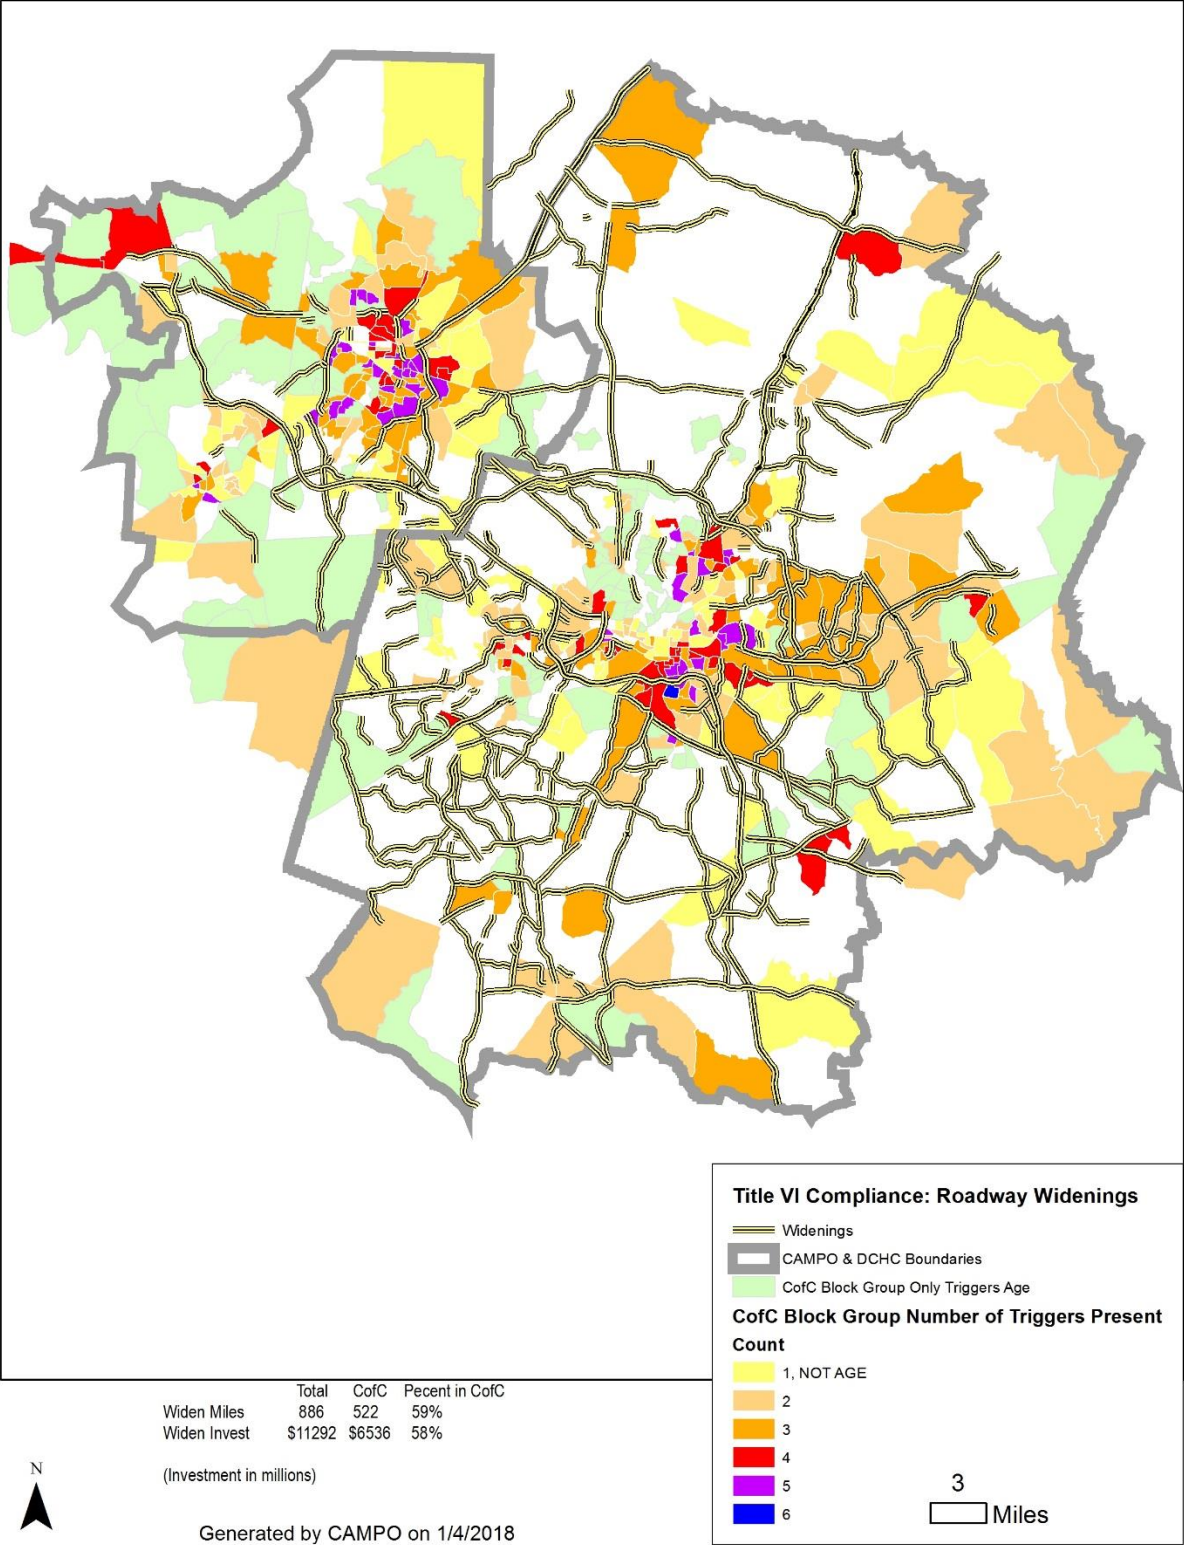 Title VI Compliance: Roadway Widenings
Widenings
CAMPO & DCHC Boundaries
CofC Block Group Only Triggers Age
CofC Block Group Number of Triggers Present
Count
1, NOT AGE
2
3
4
5
6
3
Miles
Total CofC Pecent in CofC
Widen Miles 886 522 59%
Widen Invest $11292 $6536 58%
(Investment in millions)
N
Generated by CAMPO on 1/4/2018